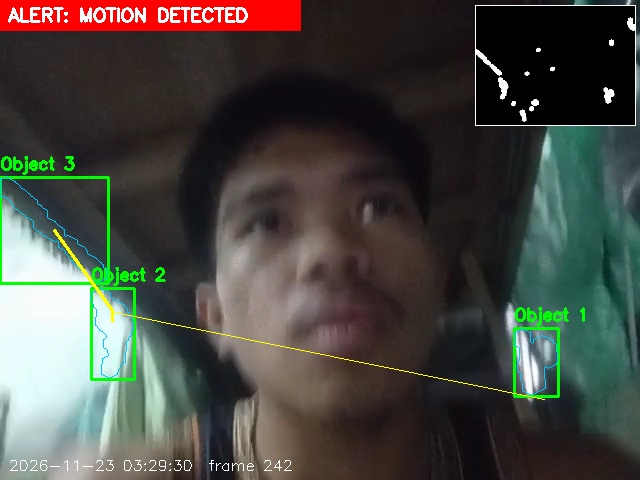 ALERT: MOTION DETECTED
Object 3
Object 2
Object 1
2026-11-23 03:29:30 frame 242